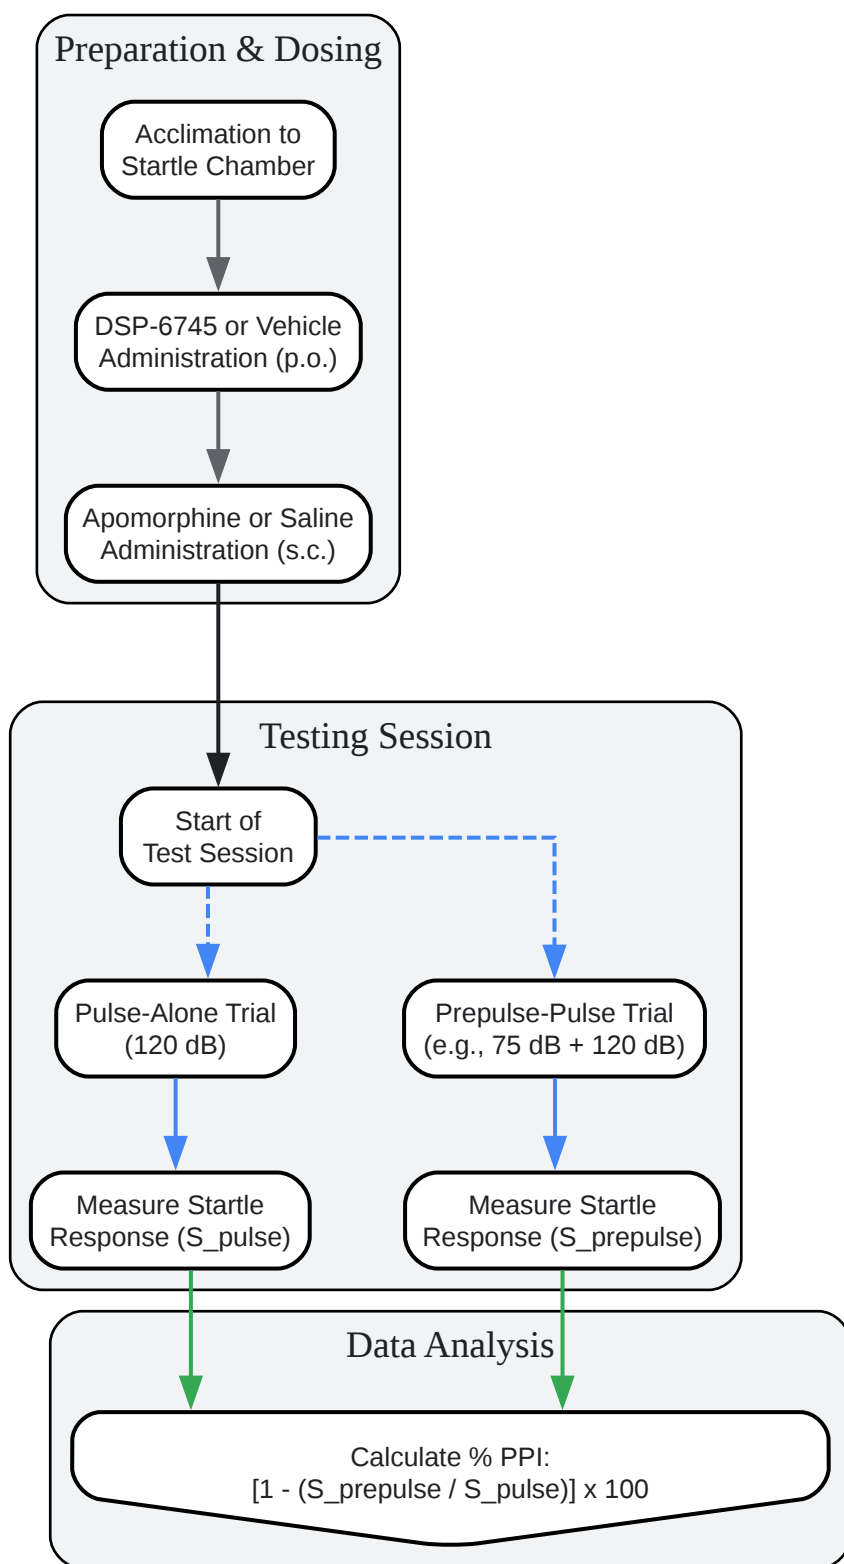 Preparation & Dosing
Acclimation to
Startle Chamber
DSP-6745 or Vehicle
Administration (p.o.)
Apomorphine or Saline
Administration (s.c.)
Testing Session
Start of
Test Session
Pulse-Alone Trial
(120 dB)
Prepulse-Pulse Trial
(e.g., 75 dB + 120 dB)
Measure Startle
Response (S_pulse)
Measure Startle
Response (S_prepulse)
Data Analysis
Calculate % PPI:
[1 - (S_prepulse / S_pulse)] x 100